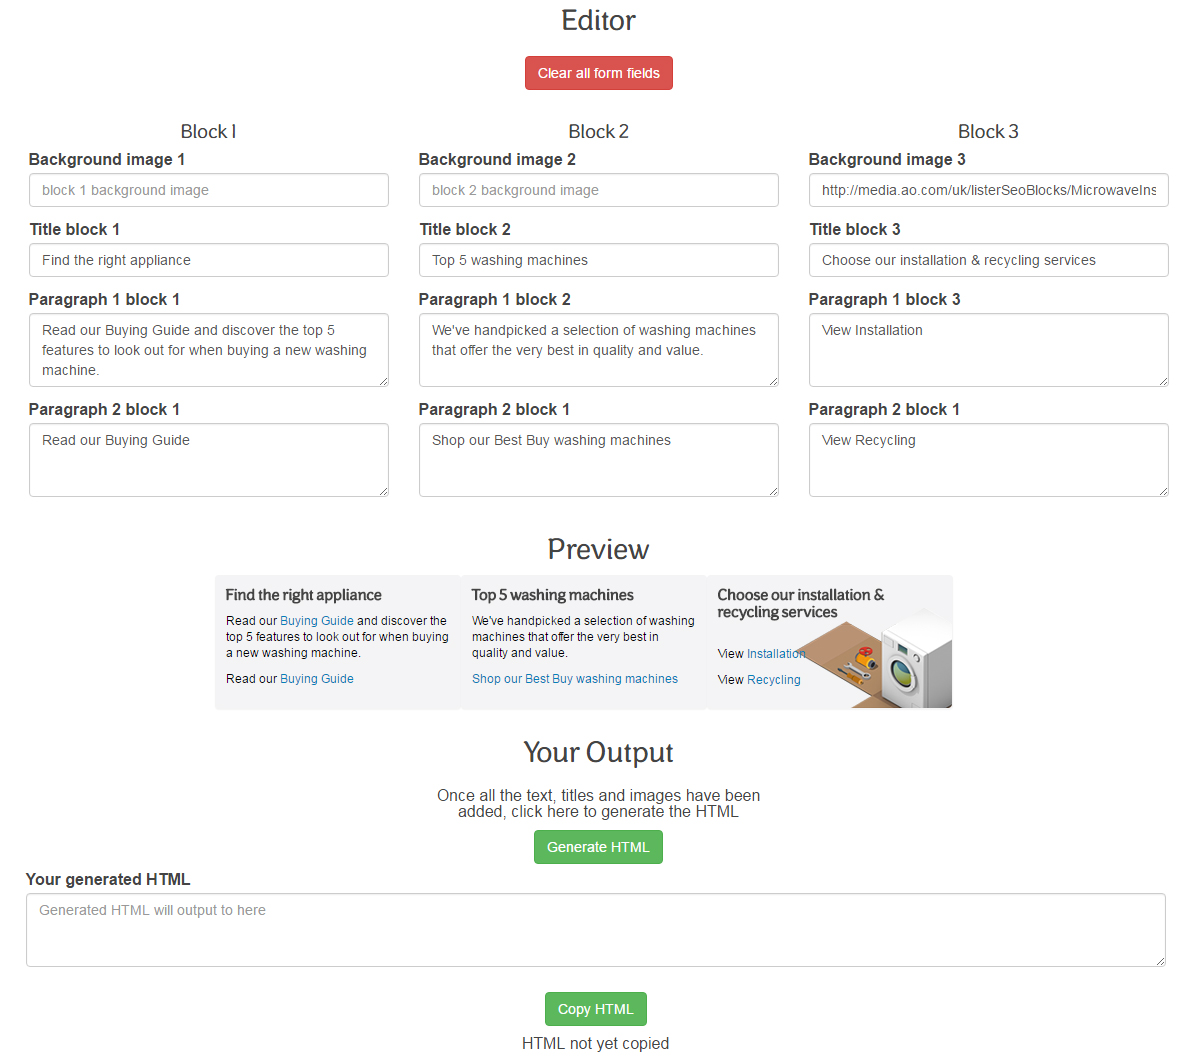 Editor
Clear all form fields
Block 1
Background image 1
block 1 background image
Title block 1
Find the right appliance
Paragraph 1 block 1
Read our Buying Guide and discover the top 5
features to look out for when buying a new washing
machine.
Paragraph 2 block 1
Read our Buying Guide
Block 2
Background image 2
block 2 background image
Title block 2
Top 5 washing machines
Paragraph 1 block 2
We've handpicked a selection of washing machines
that offer the very best in quality and value.
Paragraph 2 block 1
Shop our Best Buy washing machines
Block 3
Background image 3
http://media.ao.com/uk/listerSeoBlocks/MicrowaveIns
Title block 3
Choose our installation & recycling services
Paragraph 1 block 3
View Installation
Paragraph 2 block 1
View Recycling
Preview
Find the right appliance
Read our Buying Guide and discover the
top 5 features to look out for when buying
a new washing machine.
Read our Buying Guide
Top 5 washing machines
We've handpicked a selection of washing
machines that offer the very best in
quality and value.
Shop our Best Buy washing machines
Choose our installation &
recycling services
View Installation
View Recycling
Your Output
Once all the text, titles and images have been
added, click here to generate the HTML
Generate HTML
Your generated HTML
Generated HTML will output to here
Copy HTML
HTML not yet copied